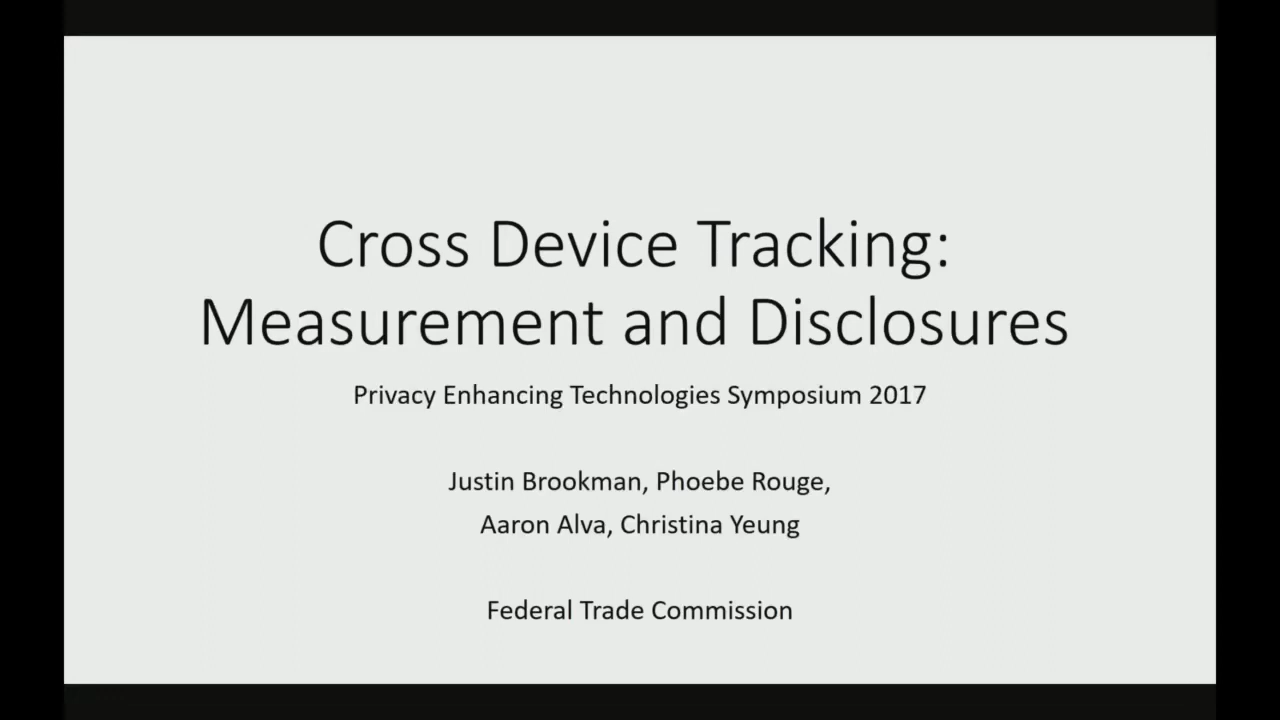 Cross Device Tracking:
Measurement and Disclosures
Privacy Enhancing Technologies Symposium 2017
Justin Brookman, Phoebe Rouge,
Aaron Alva, Christina Yeung
Federal Trade Commission